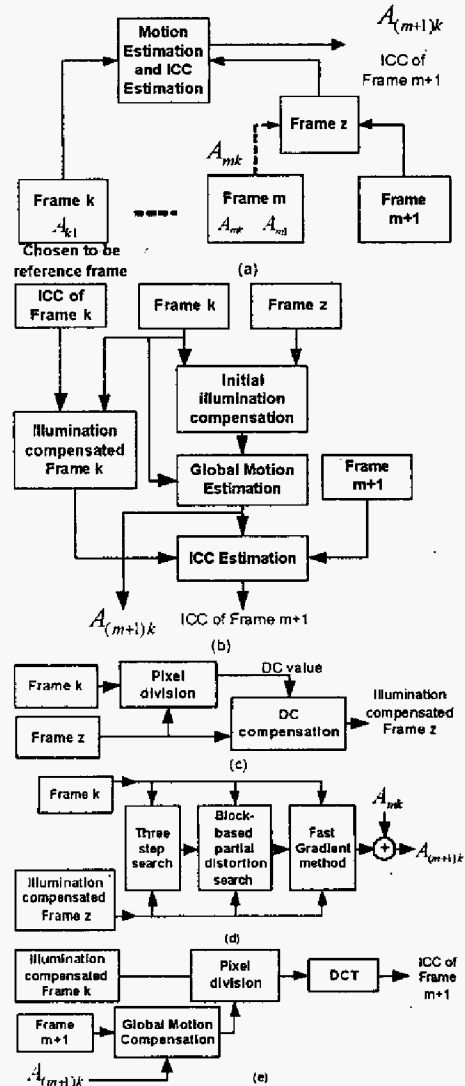 Motion
Estimation
and ICC
Estimation
A(m+1)k
ICC of
Frame m+1
Frame z
Amk
Frame k
Ak1
Frame m
Amk Am1
Frame
m+1
Chosen to be
reference frame
(a)
ICC of
Frame k
Frame k
Frame z
Initial
illumination
compensation
Illumination
compensated
Frame k
Global Motion
Estimation
Frame
m+1
ICC Estimation
A(m+1)k
ICC of Frame m+1
(b)
Frame k
Pixel
division
DC value
Frame z
DC
compensation
Illumination
compensated
Frame z
(c)
Frame k
Three
step
search
Block-
based
partial
distortion
search
Fast
Gradient
method
Amk
+
A(m+1)k
Illumination
compensated
Frame z
(d)
Illumination
compensated
Frame k
Pixel
division
DCT
ICC of
Frame
m+1
Frame
m+1
Global Motion
Compensation
A(m+1)k
(e)